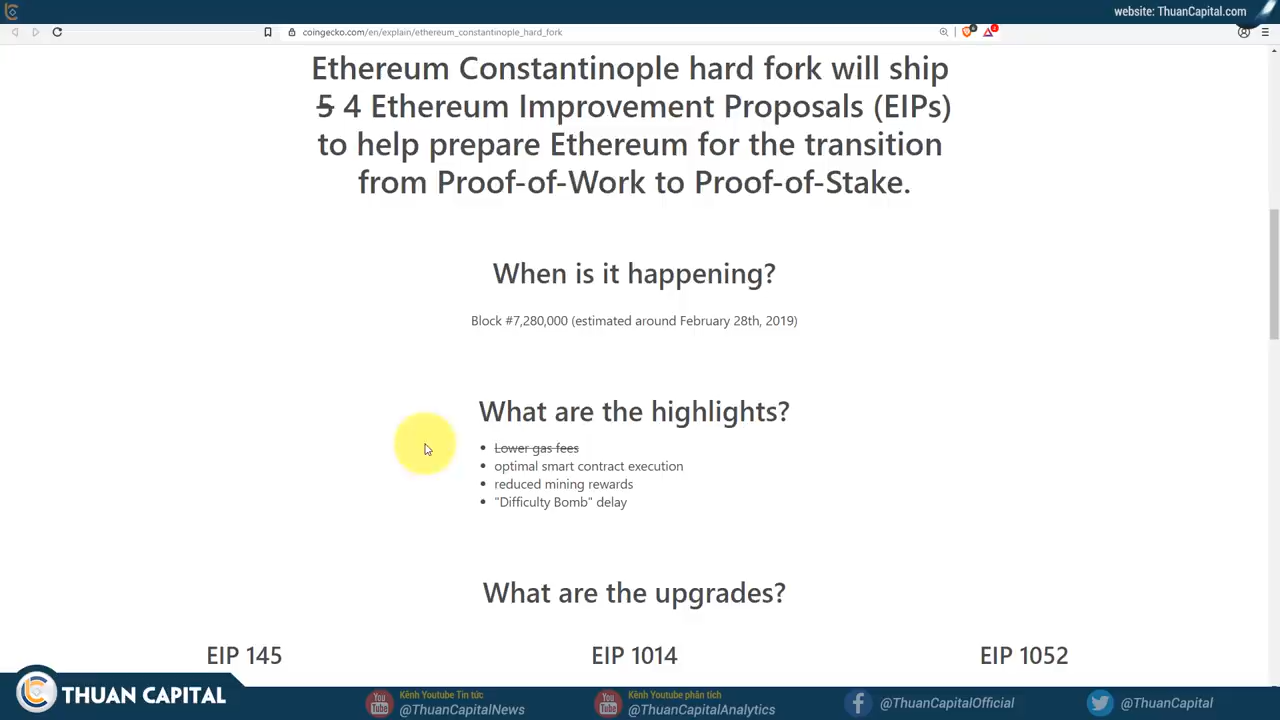 website: ThuanCapital.com
coingecko.com/en/explain/ethereum_constantinople_hard_fork
Ethereum Constantinople hard fork will ship
5 4 Ethereum Improvement Proposals (EIPs)
to help prepare Ethereum for the transition
from Proof-of-Work to Proof-of-Stake.
When is it happening?
Block #7,280,000 (estimated around February 28th, 2019)
What are the highlights?
Lower gas fees
optimal smart contract execution
reduced mining rewards
"Difficulty Bomb" delay
What are the upgrades?
EIP 145
EIP 1014
EIP 1052
THUAN CAPITAL
You Tube
Kênh Youtube Tin tức
@ThuanCapitalNews
You Tube
Kênh Youtube phân tích
@ThuanCapitalAnalytics
@ThuanCapitalOfficial
@ThuanCapital